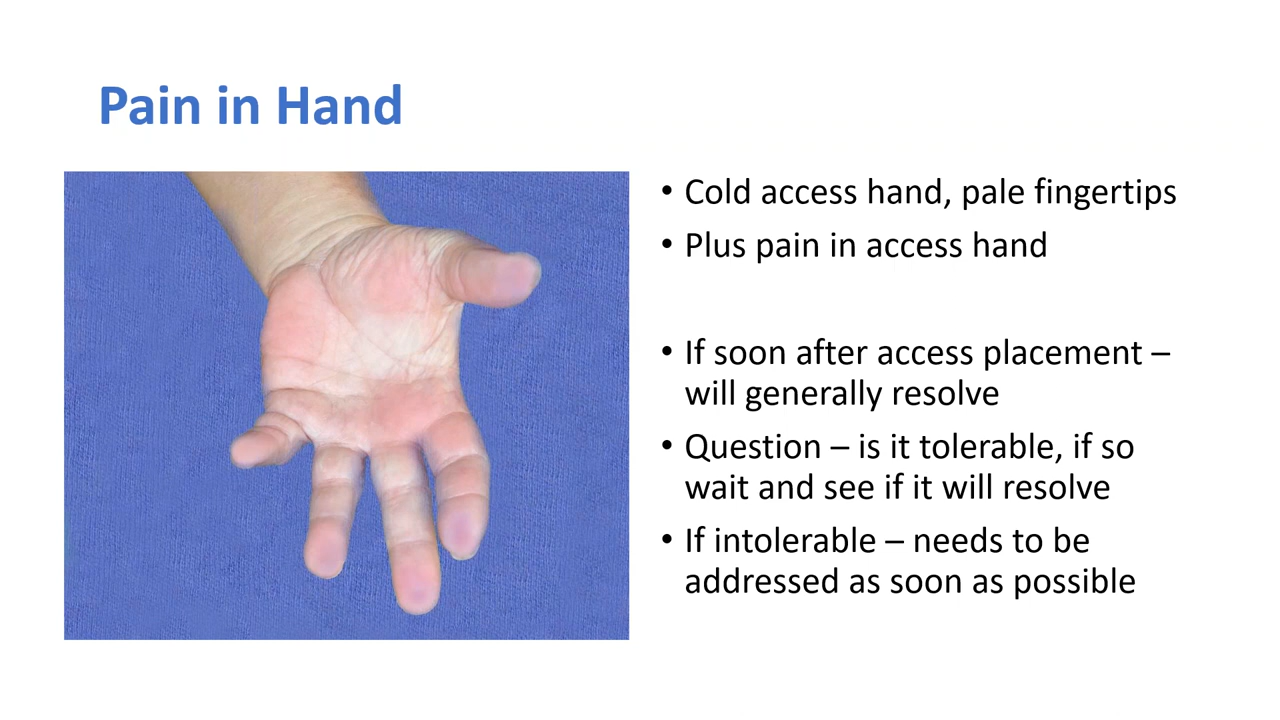 Pain in Hand
• Cold access hand, pale fingertips
• Plus pain in access hand
• If soon after access placement –
will generally resolve
• Question – is it tolerable, if so
wait and see if it will resolve
• If intolerable – needs to be
addressed as soon as possible